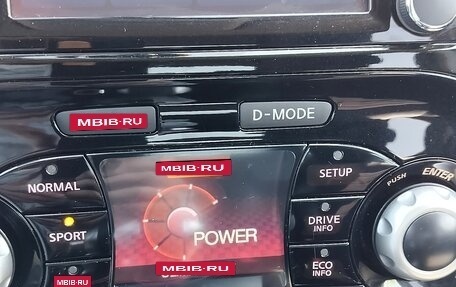 MBIB.RU
D-MODE
NORMAL
MBIB.RU
SETUP
PUSH
ENTER
SPORT
POWER
DRIVE
INFO
MBIB.RU
ECO
INFO
MBIB.RU